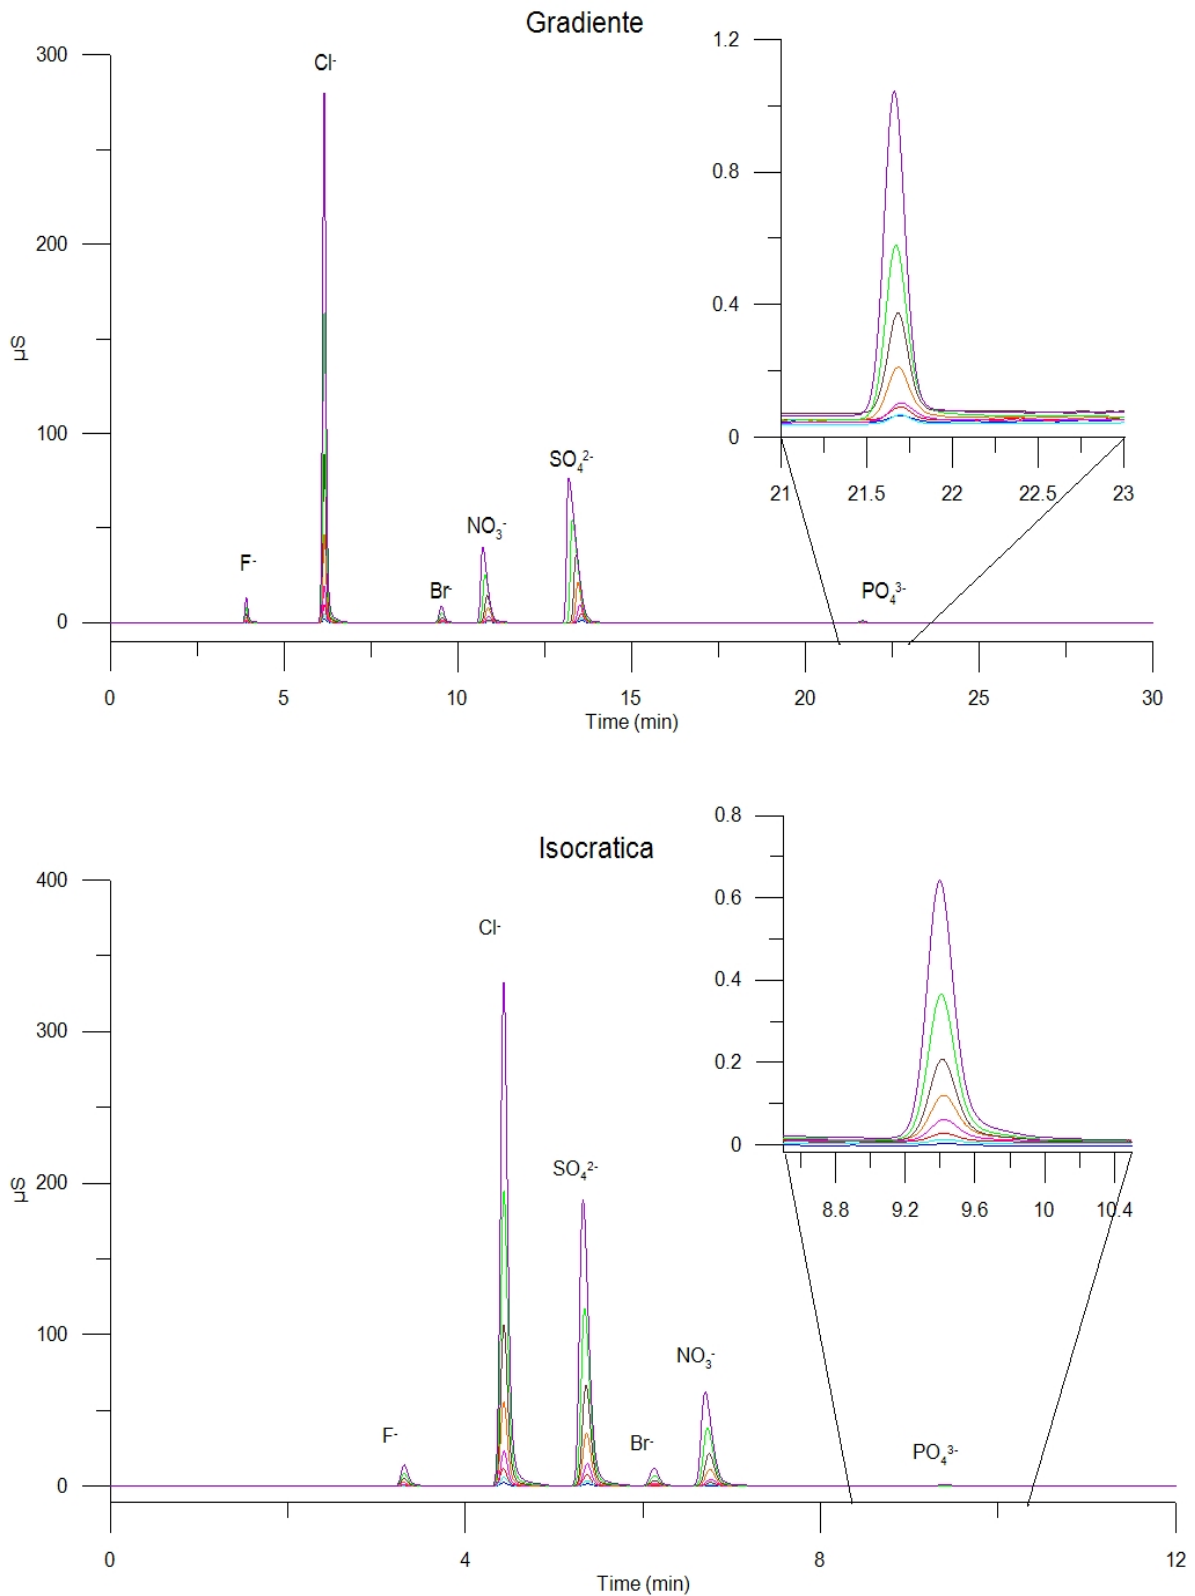 Gradiente
300
200
100
0
µS
Cl-
F-
Br-
NO3-
SO42-
PO43-
0 5 10 15 20 25 30
Time (min)
1.2
0.8
0.4
0
21 21.5 22 22.5 23
Isocratica
400
300
200
100
0
µS
Cl-
SO42-
F-
Br-
NO3-
PO43-
0 4 8 12
Time (min)
0.8
0.6
0.4
0.2
0
8.8 9.2 9.6 10 10.4